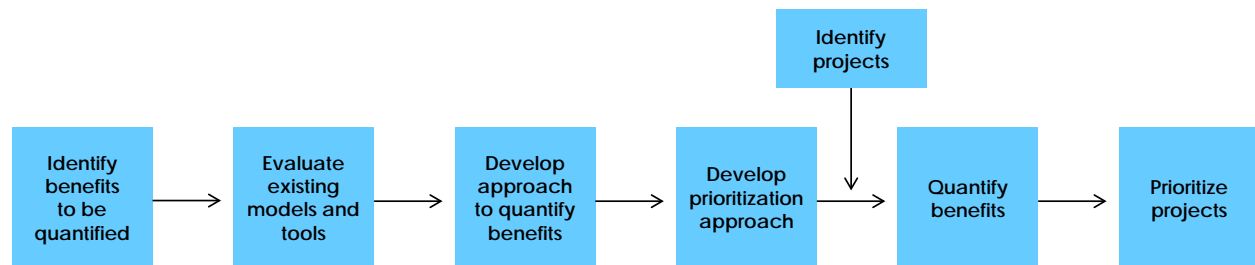 Identify
projects
Identify
benefits
to be
quantified
Evaluate
existing
models and
tools
Develop
approach
to quantify
benefits
Develop
prioritization
approach
Quantify
benefits
Prioritize
projects